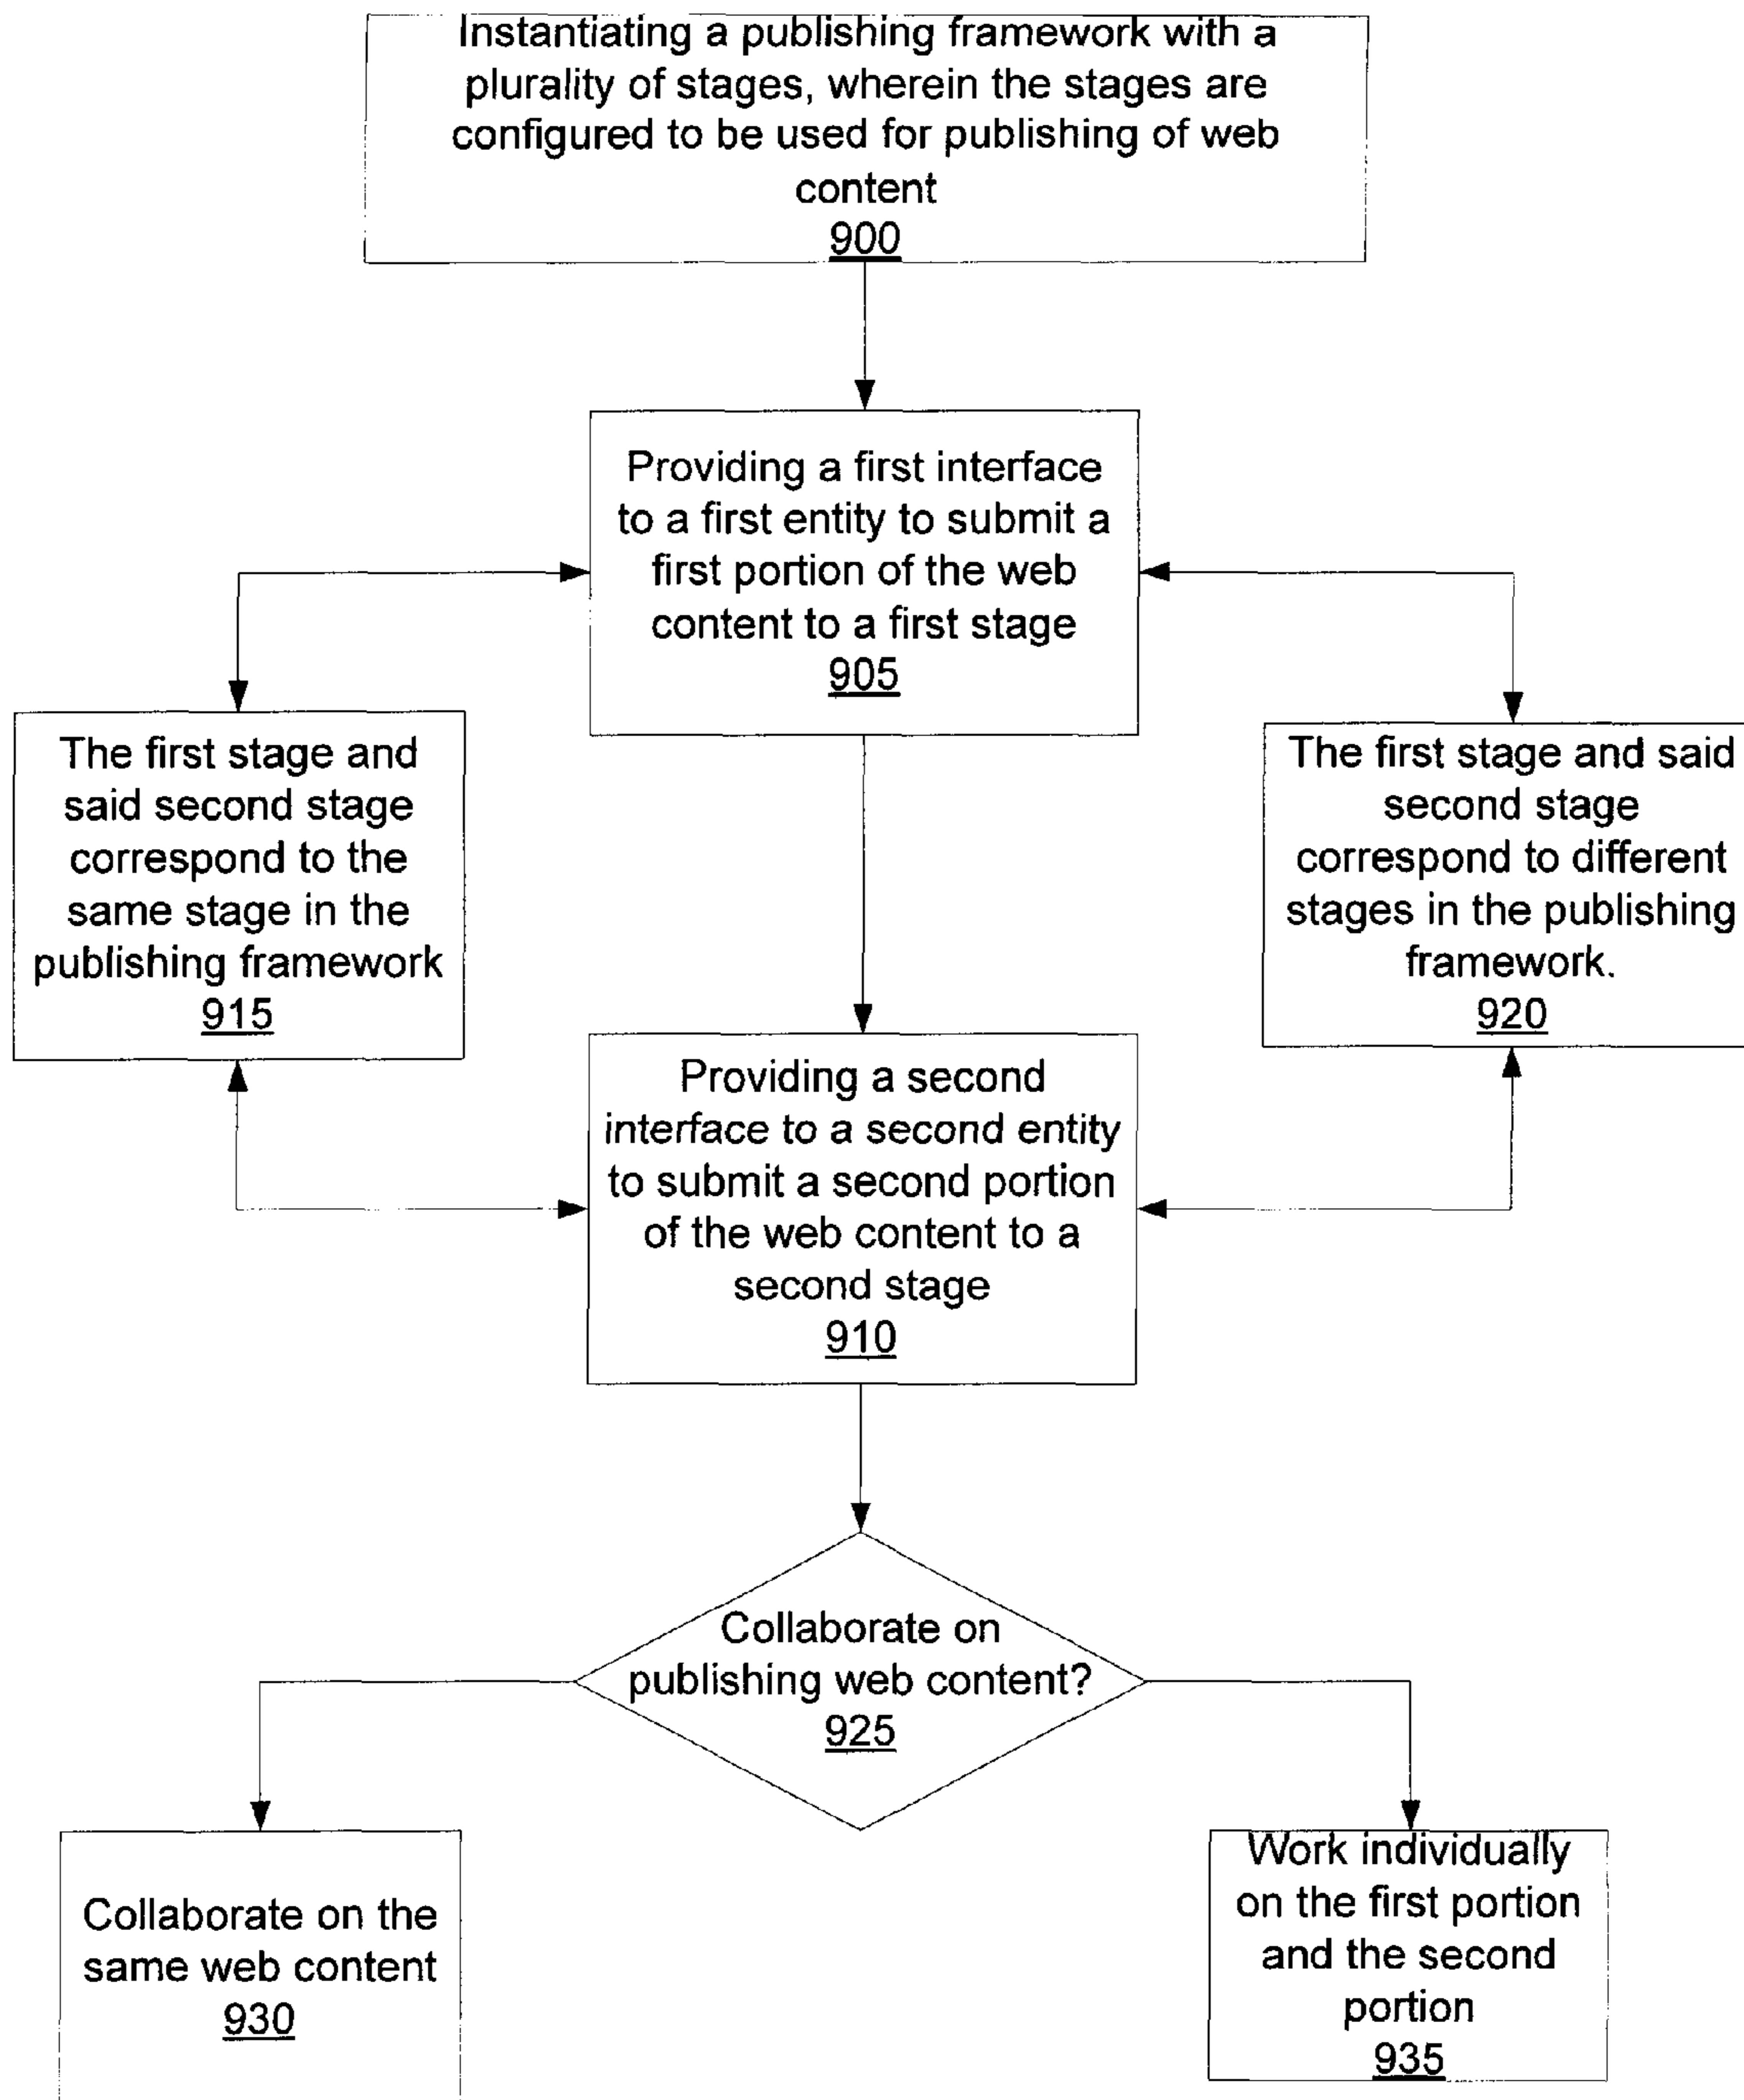 Instantiating a publishing framework with a
plurality of stages, wherein the stages are
configured to be used for publishing of web
content
900
Providing a first interface
to a first entity to submit a
first portion of the web
content to a first stage
905
The first stage and
said second stage
correspond to the
same stage in the
publishing framework
915
The first stage and said
second stage
correspond to different
stages in the publishing
framework.
920
Providing a second
interface to a second entity
to submit a second portion
of the web content to a
second stage
910
Collaborate on
publishing web content?
925
Collaborate on the
same web content
930
Work individually
on the first portion
and the second
portion
935